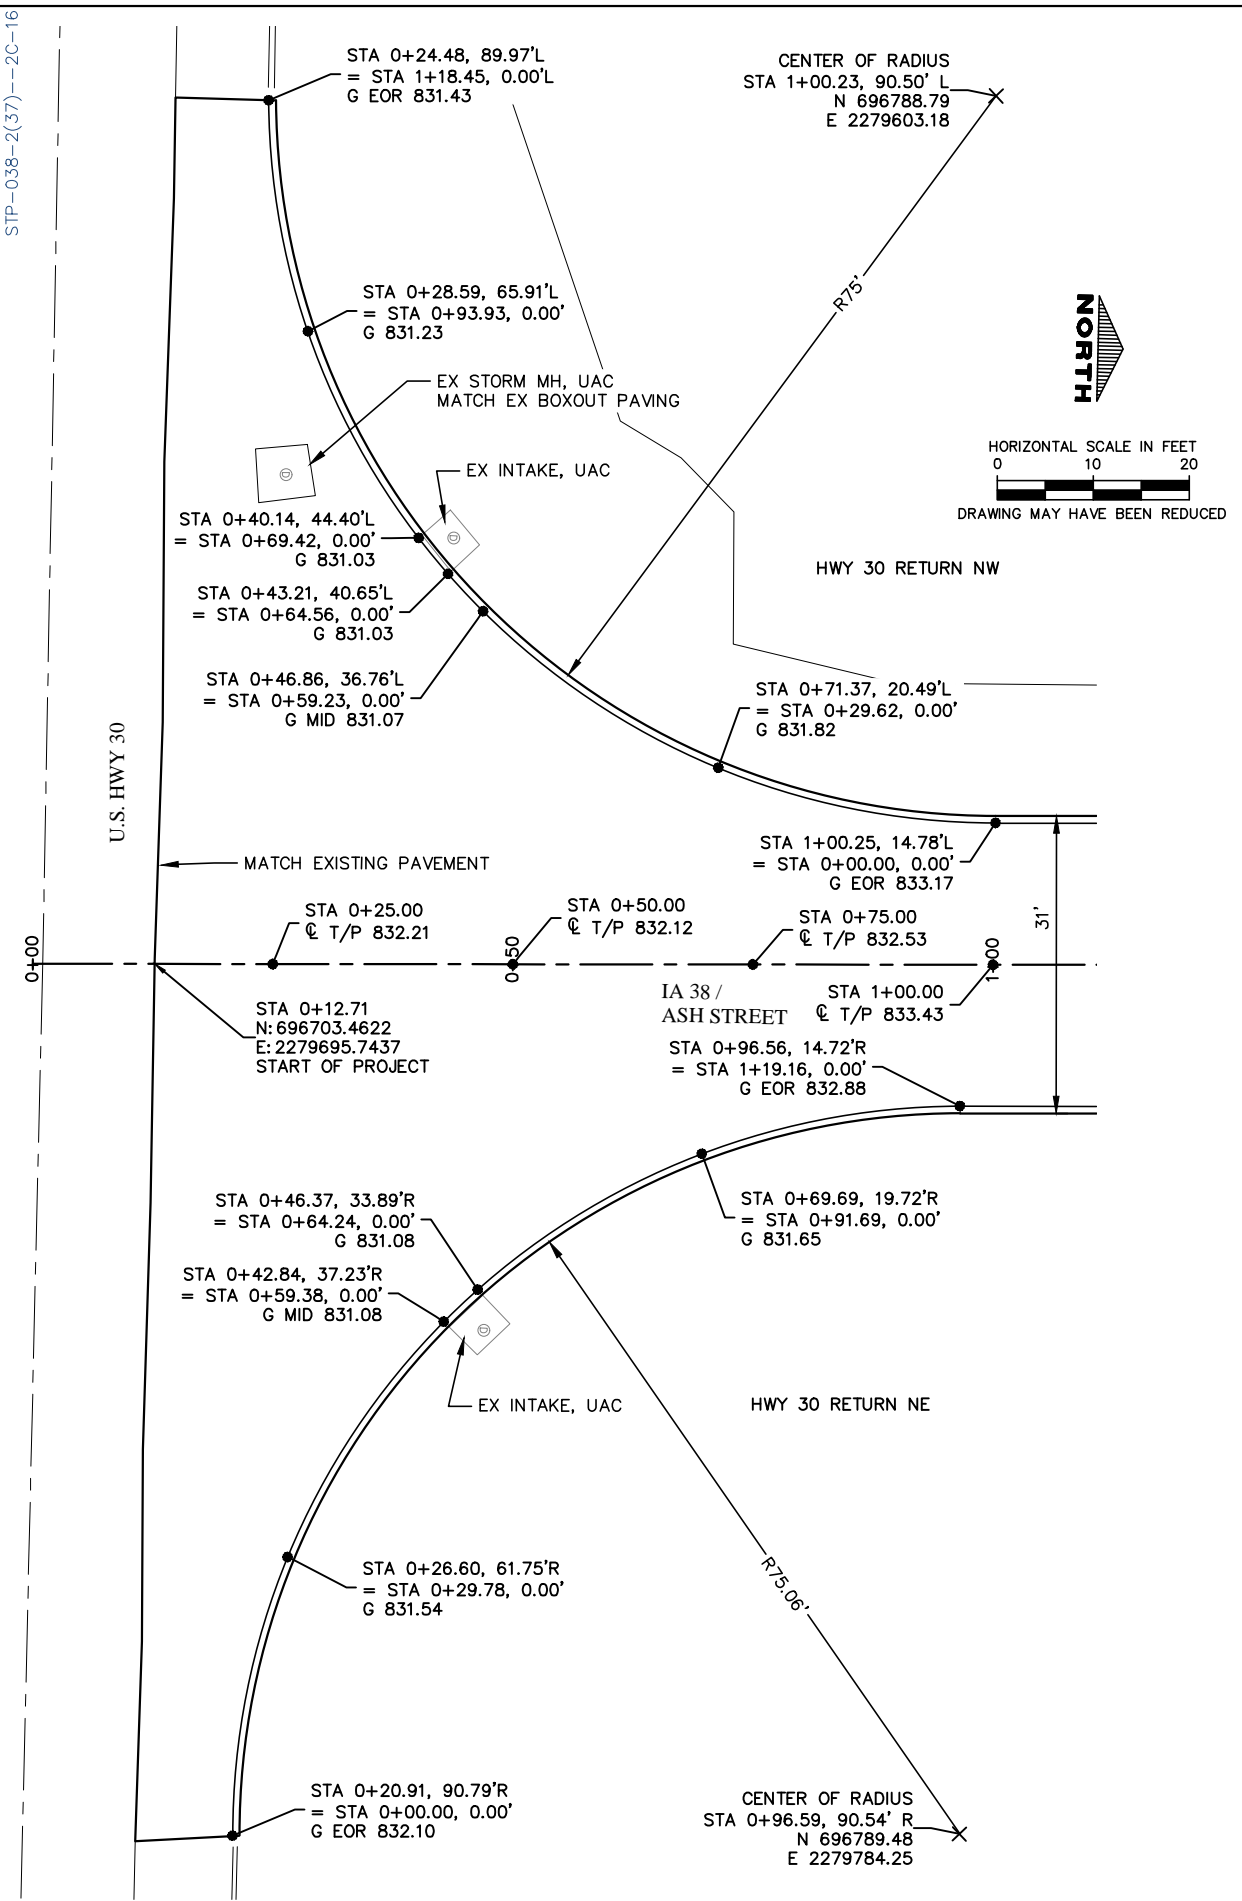 STP-038-2(37)--2C-16
STA 0+24.48, 89.97'L
= STA 1+18.45, 0.00'L
G EOR 831.43
CENTER OF RADIUS
STA 1+00.23, 90.50' L
N 696788.79
E 2279603.18
R75'
STA 0+28.59, 65.91'L
= STA 0+93.93, 0.00'
G 831.23
NORTH
EX STORM MH, UAC
MATCH EX BOXOUT PAVING
HORIZONTAL SCALE IN FEET
0 10 20
DRAWING MAY HAVE BEEN REDUCED
EX INTAKE, UAC
D
D
STA 0+40.14, 44.40'L
= STA 0+69.42, 0.00'
G 831.03
HWY 30 RETURN NW
STA 0+43.21, 40.65'L
= STA 0+64.56, 0.00'
G 831.03
STA 0+46.86, 36.76'L
= STA 0+59.23, 0.00'
G MID 831.07
STA 0+71.37, 20.49'L
= STA 0+29.62, 0.00'
G 831.82
U.S. HWY 30
MATCH EXISTING PAVEMENT
STA 1+00.25, 14.78'L
= STA 0+00.00, 0.00'
G EOR 833.17
31'
STA 0+25.00
℄ T/P 832.21
STA 0+50.00
℄ T/P 832.12
STA 0+75.00
℄ T/P 832.53
0+00
0+50
1+00
STA 0+12.71
N:696703.4622
E:2279695.7437
START OF PROJECT
IA 38 /
ASH STREET
STA 1+00.00
℄ T/P 833.43
STA 0+96.56, 14.72'R
= STA 1+19.16, 0.00'
G EOR 832.88
STA 0+46.37, 33.89'R
= STA 0+64.24, 0.00'
G 831.08
STA 0+69.69, 19.72'R
= STA 0+91.69, 0.00'
G 831.65
STA 0+42.84, 37.23'R
= STA 0+59.38, 0.00'
G MID 831.08
D
EX INTAKE, UAC
HWY 30 RETURN NE
STA 0+26.60, 61.75'R
= STA 0+29.78, 0.00'
G 831.54
R75.06'
STA 0+20.91, 90.79'R
= STA 0+00.00, 0.00'
G EOR 832.10
CENTER OF RADIUS
STA 0+96.59, 90.54' R
N 696789.48
E 2279784.25